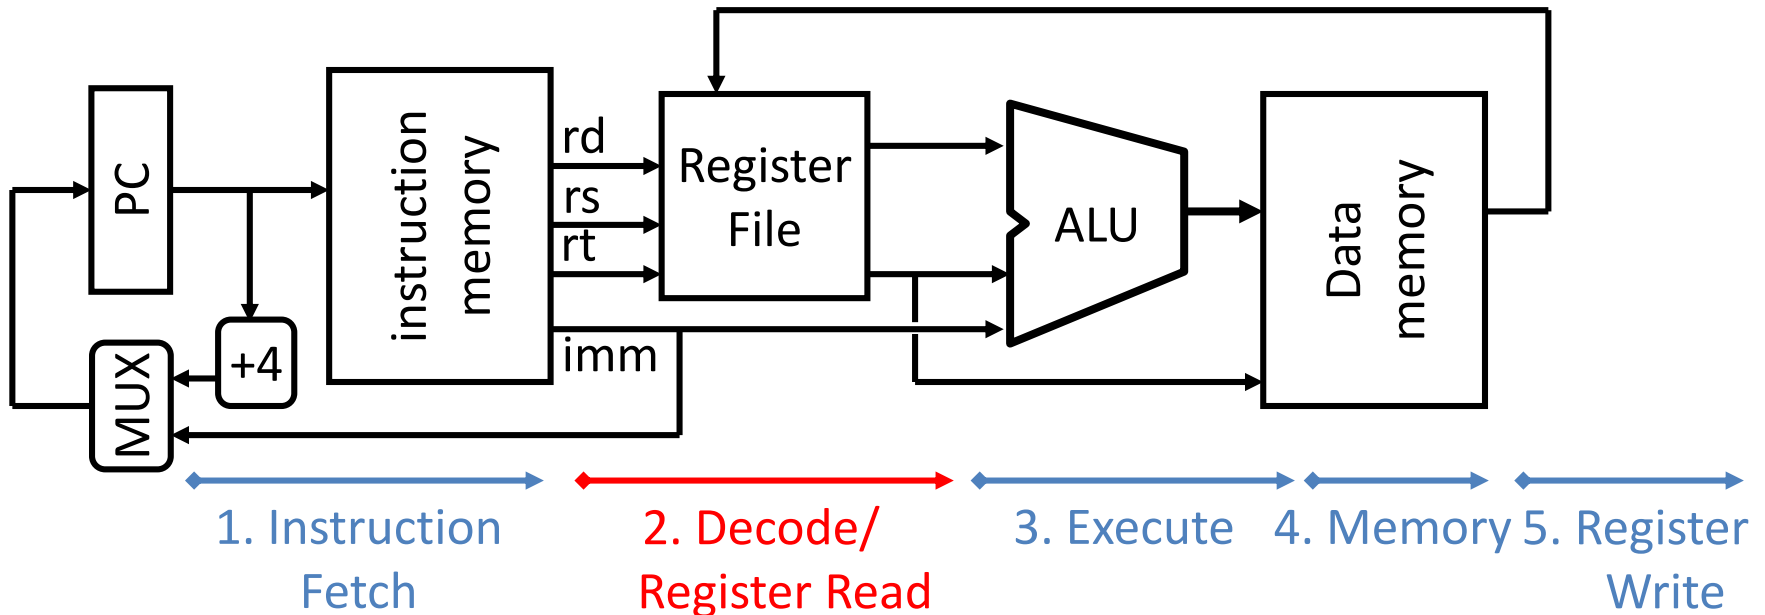 PC
instruction
memory
rd
rs
rt
imm
Register
File
ALU
Data
memory
+4
MUX
1. Instruction
Fetch
2. Decode/
Register Read
3. Execute
4. Memory
5. Register
Write